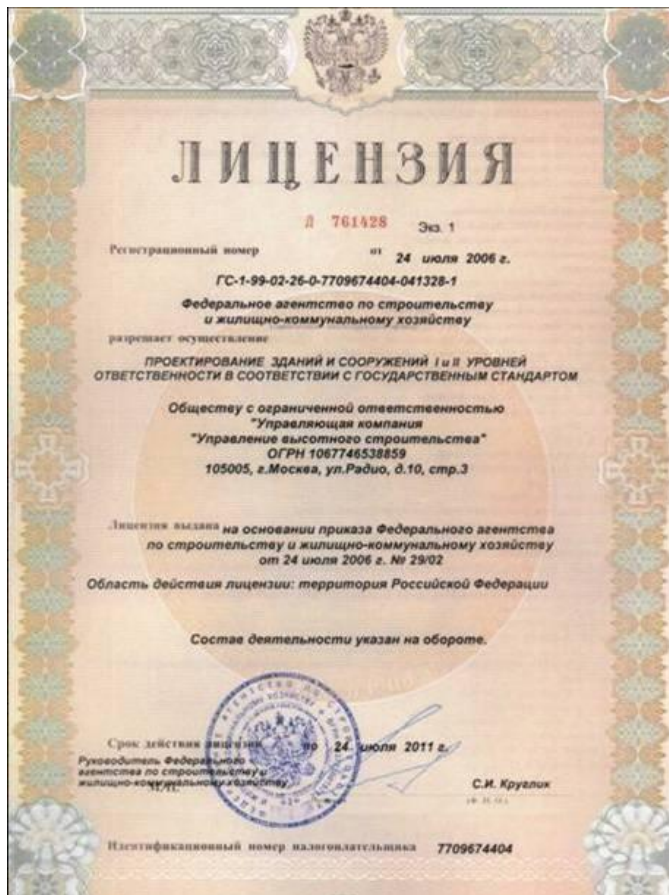 ЛИЦЕНЗИЯ
Д 761428 Экз. 1
Регистрационный номер от 24 июля 2006 г.
ГС-1-99-02-26-0-7709674404-041328-1
Федеральное агентство по строительству
и жилищно-коммунальному хозяйству
разрешает осуществление
ПРОЕКТИРОВАНИЕ ЗДАНИЙ И СООРУЖЕНИЙ I и II УРОВНЕЙ
ОТВЕТСТВЕННОСТИ В СООТВЕТСТВИИ С ГОСУДАРСТВЕННЫМ СТАНДАРТОМ
Обществу с ограниченной ответственностью
"Управляющая компания
"Управление высотного строительства"
ОГРН 1067746538859
105005, г.Москва, ул.Радио, д.10, стр.3
Лицензия выдана на основании приказа Федерального агентства
по строительству и жилищно-коммунальному хозяйству
от 24 июля 2006 г. № 29/02
Область действия лицензии: территория Российской Федерации
Состав деятельности указан на обороте.
Срок действия лицензии по 24 июля 2011 г.
Руководитель Федерального
агентства по строительству и
жилищно-коммунальному хозяйству
М.П.
С.И. Круглик
(Ф. И. О.)
Идентификационный номер налогоплательщика 7709674404